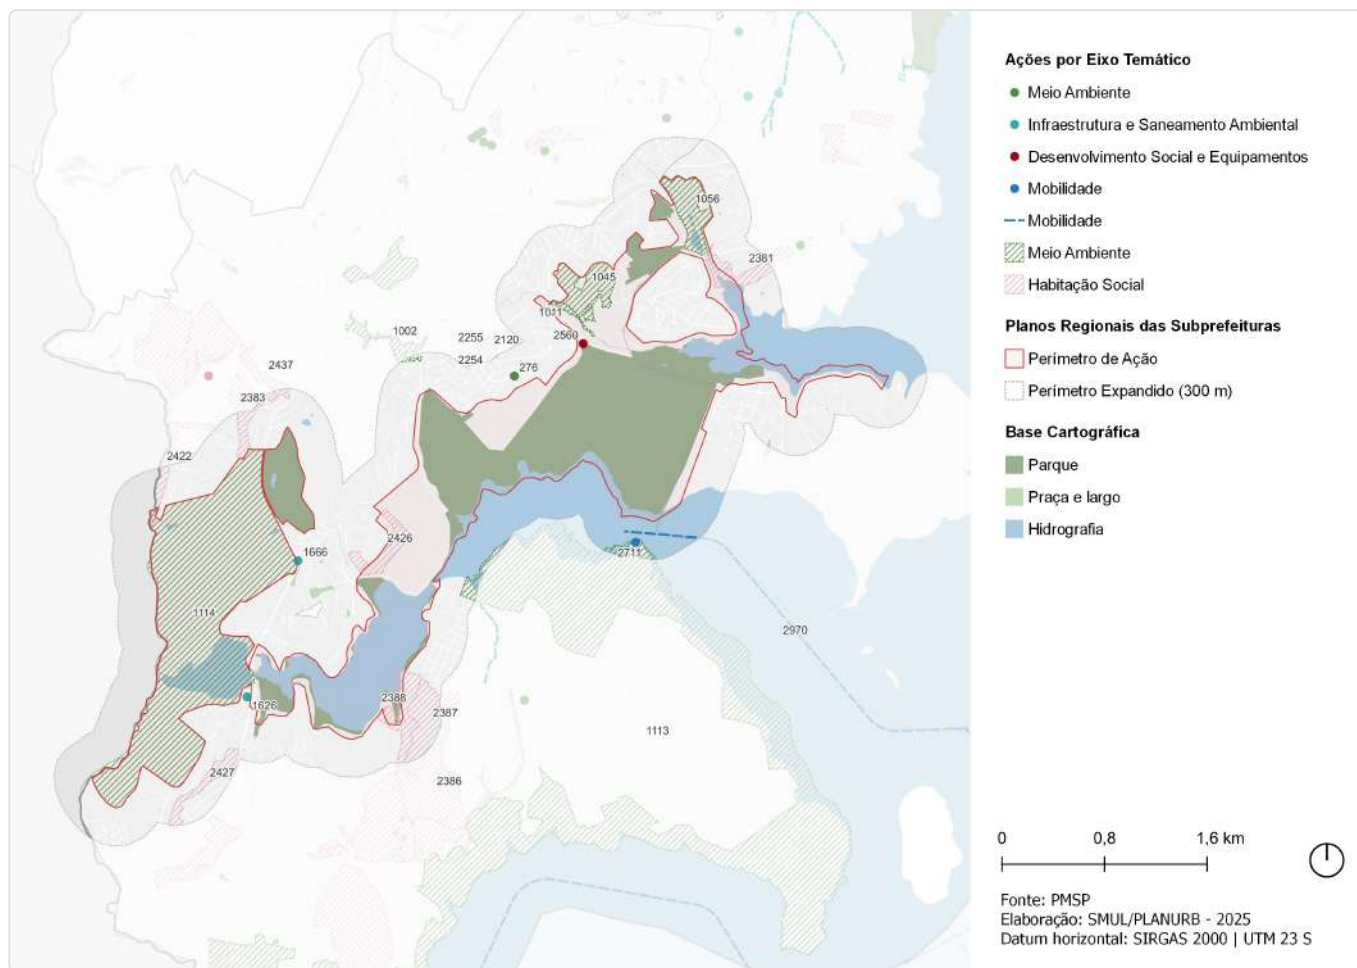 1056
2381
1045
1011
2560
1002
2255
2120
2254
276
2437
2383
2422
2426
1666
2711
1114
2970
2388
2387
1626
1113
2427
2386
Ações por Eixo Temático
Meio Ambiente
Infraestrutura e Saneamento Ambiental
Desenvolvimento Social e Equipamentos
Mobilidade
Mobilidade
Meio Ambiente
Habitação Social
Planos Regionais das Subprefeituras
Perímetro de Ação
Perímetro Expandido (300 m)
Base Cartográfica
Parque
Praça e largo
Hidrografia
0 0,8 1,6 km
Fonte: PMSP
Elaboração: SMUL/PLANURB - 2025
Datum horizontal: SIRGAS 2000 | UTM 23 S